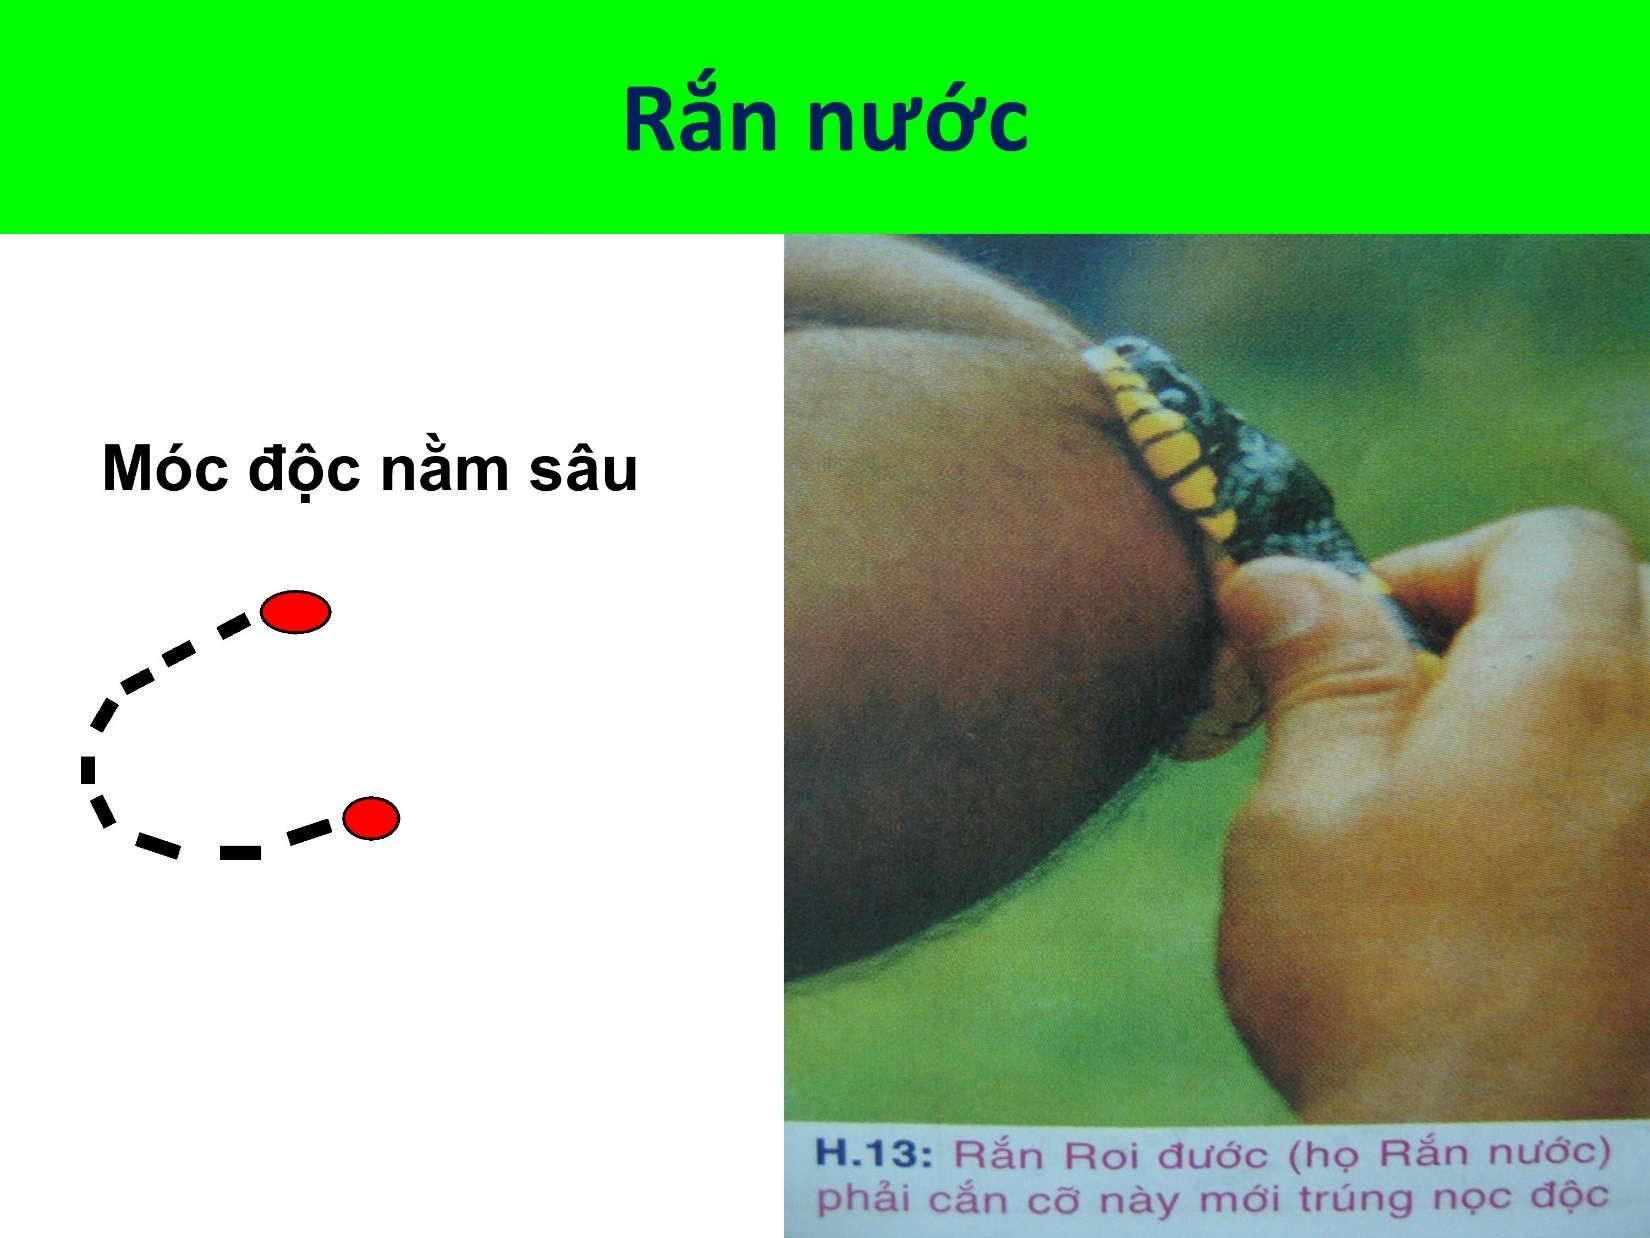 Rắn nước
Móc độc nằm sâu
H.13: Rắn Roi đước (họ Rắn nước)
phải cắn cỡ này mới trúng nọc độc